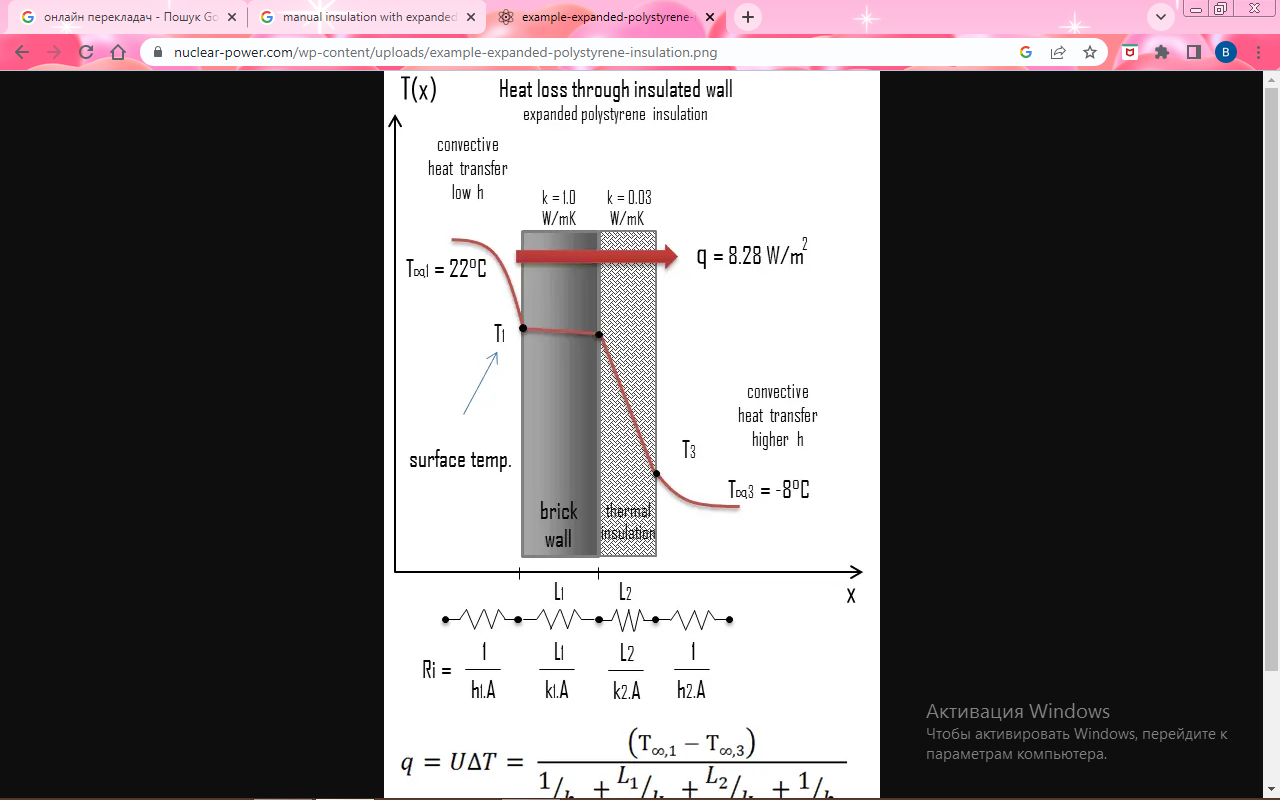 онлайн перекладач - Пошук Go
manual insulation with expanded
example-expanded-polystyrene-
nuclear-power.com/wp-content/uploads/example-expanded-polystyrene-insulation.png
B
T(x)
Heat loss through insulated wall
expanded polystyrene insulation
convective
heat transfer
low h
k = 1.0
W/mK
k = 0.03
W/mK
q = 8.28 W/m²
T∞,1 = 22°C
T1
surface temp.
convective
heat transfer
higher h
T3
T∞,3 = -8°C
brick
wall
thermal
insulation
x
L1
L2
Ri =
1
h1.A
L1
k1.A
L2
k2.A
1
h2.A
q = UΔT =
(T∞,1 − T∞,3)
1/h + L1/k + L2/k + 1/h
Активация Windows
Чтобы активировать Windows, перейдите к
параметрам компьютера.